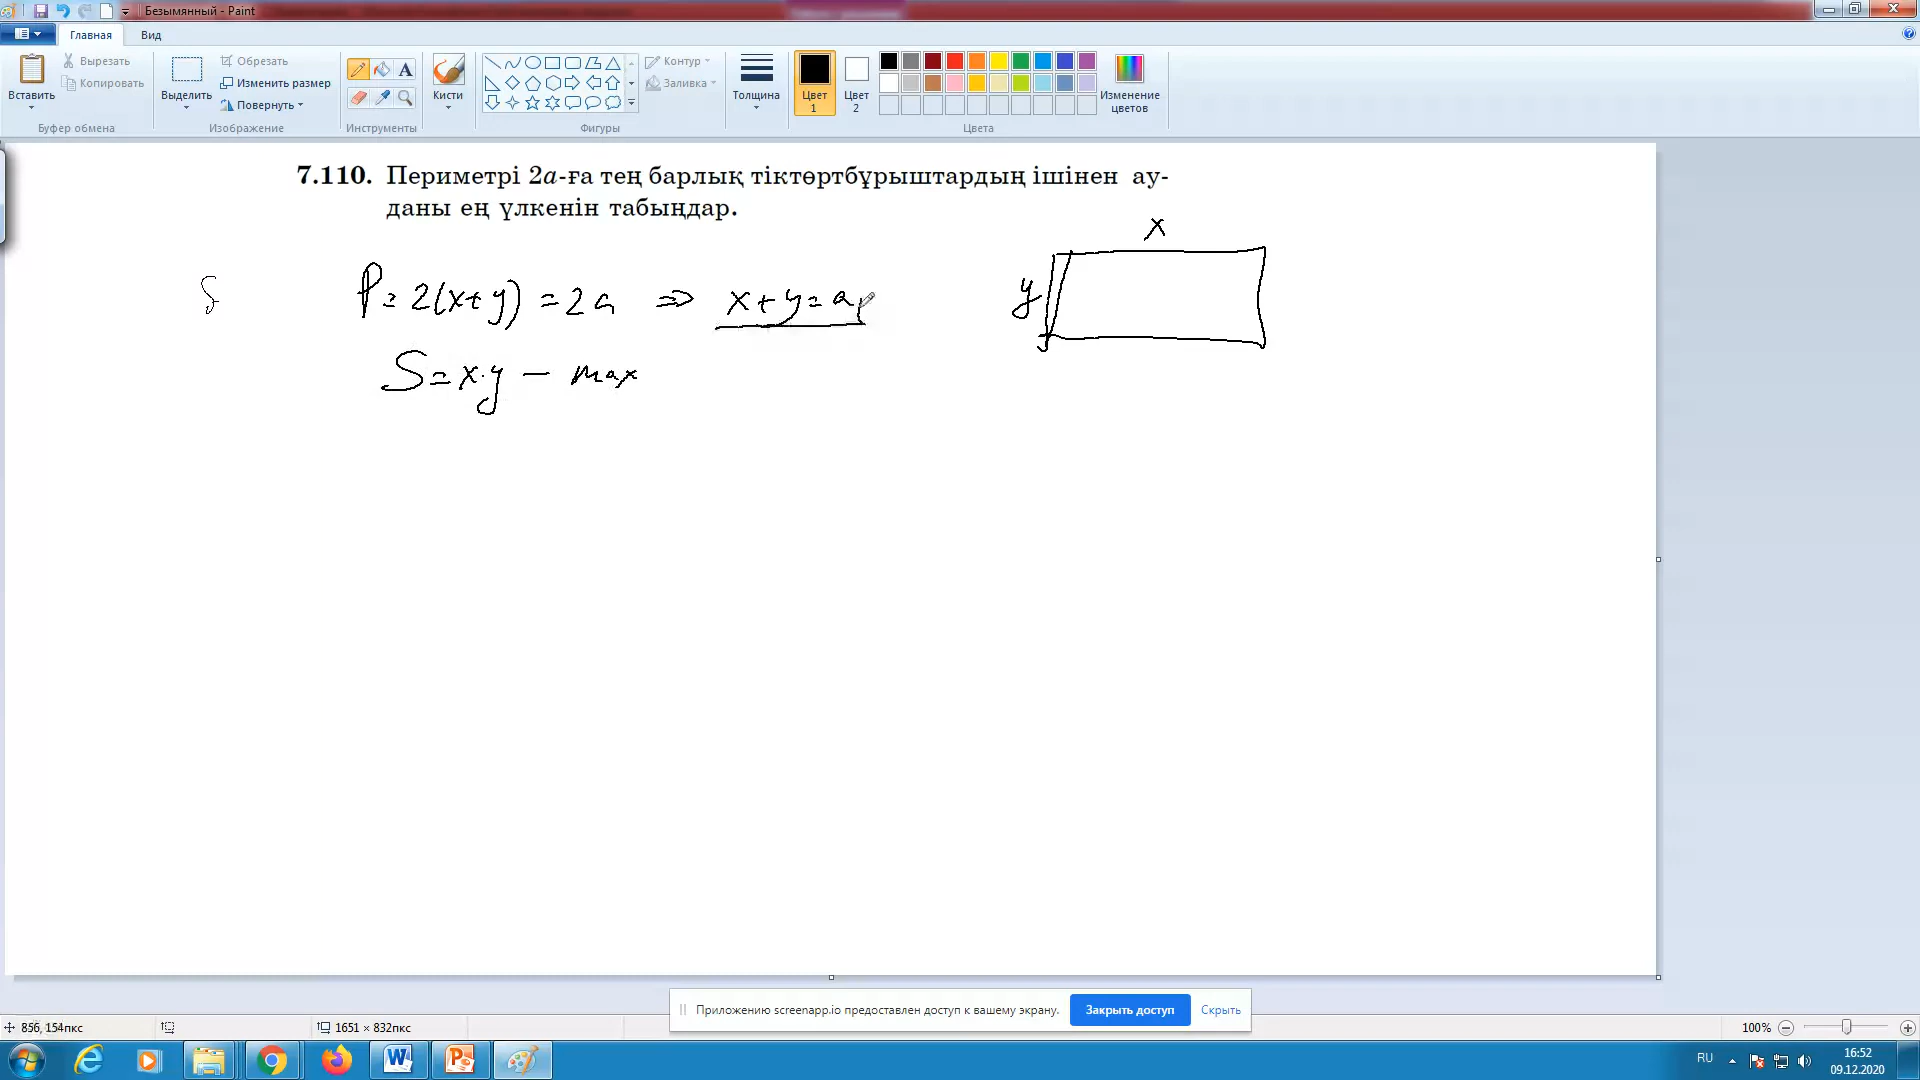 Безымянный - Paint
Главная
Вид
Вставить
Вырезать
Копировать
Буфер обмена
Выделить
Обрезать
Изменить размер
Повернуть
Изображение
Инструменты
Кисти
Фигуры
Контур
Заливка
Толщина
Цвет 1
Цвет 2
Изменение цветов
Цвета
7.110. Периметрі 2a-ға тең барлық тіктөртбұрыштардың ішінен ау-
даны ең үлкенін табыңдар.
x
P = 2(x+y) = 2a ⇒ x+y=a
y
S = x·y — max
Приложению screenapp.io предоставлен доступ к вашему экрану.
Закрыть доступ
Скрыть
856, 154пкс
1651 × 832пкс
100%
RU
16:52
09.12.2020